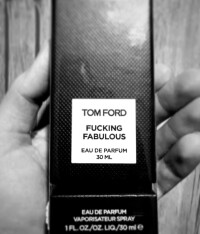 TOM FORD
FUCKING
FABULOUS
EAU DE PARFUM
30 ML
EAU DE PARFUM
VAPORISATEUR SPRAY
1 FL. OZ./OZ. LIQ./30 ml ℮